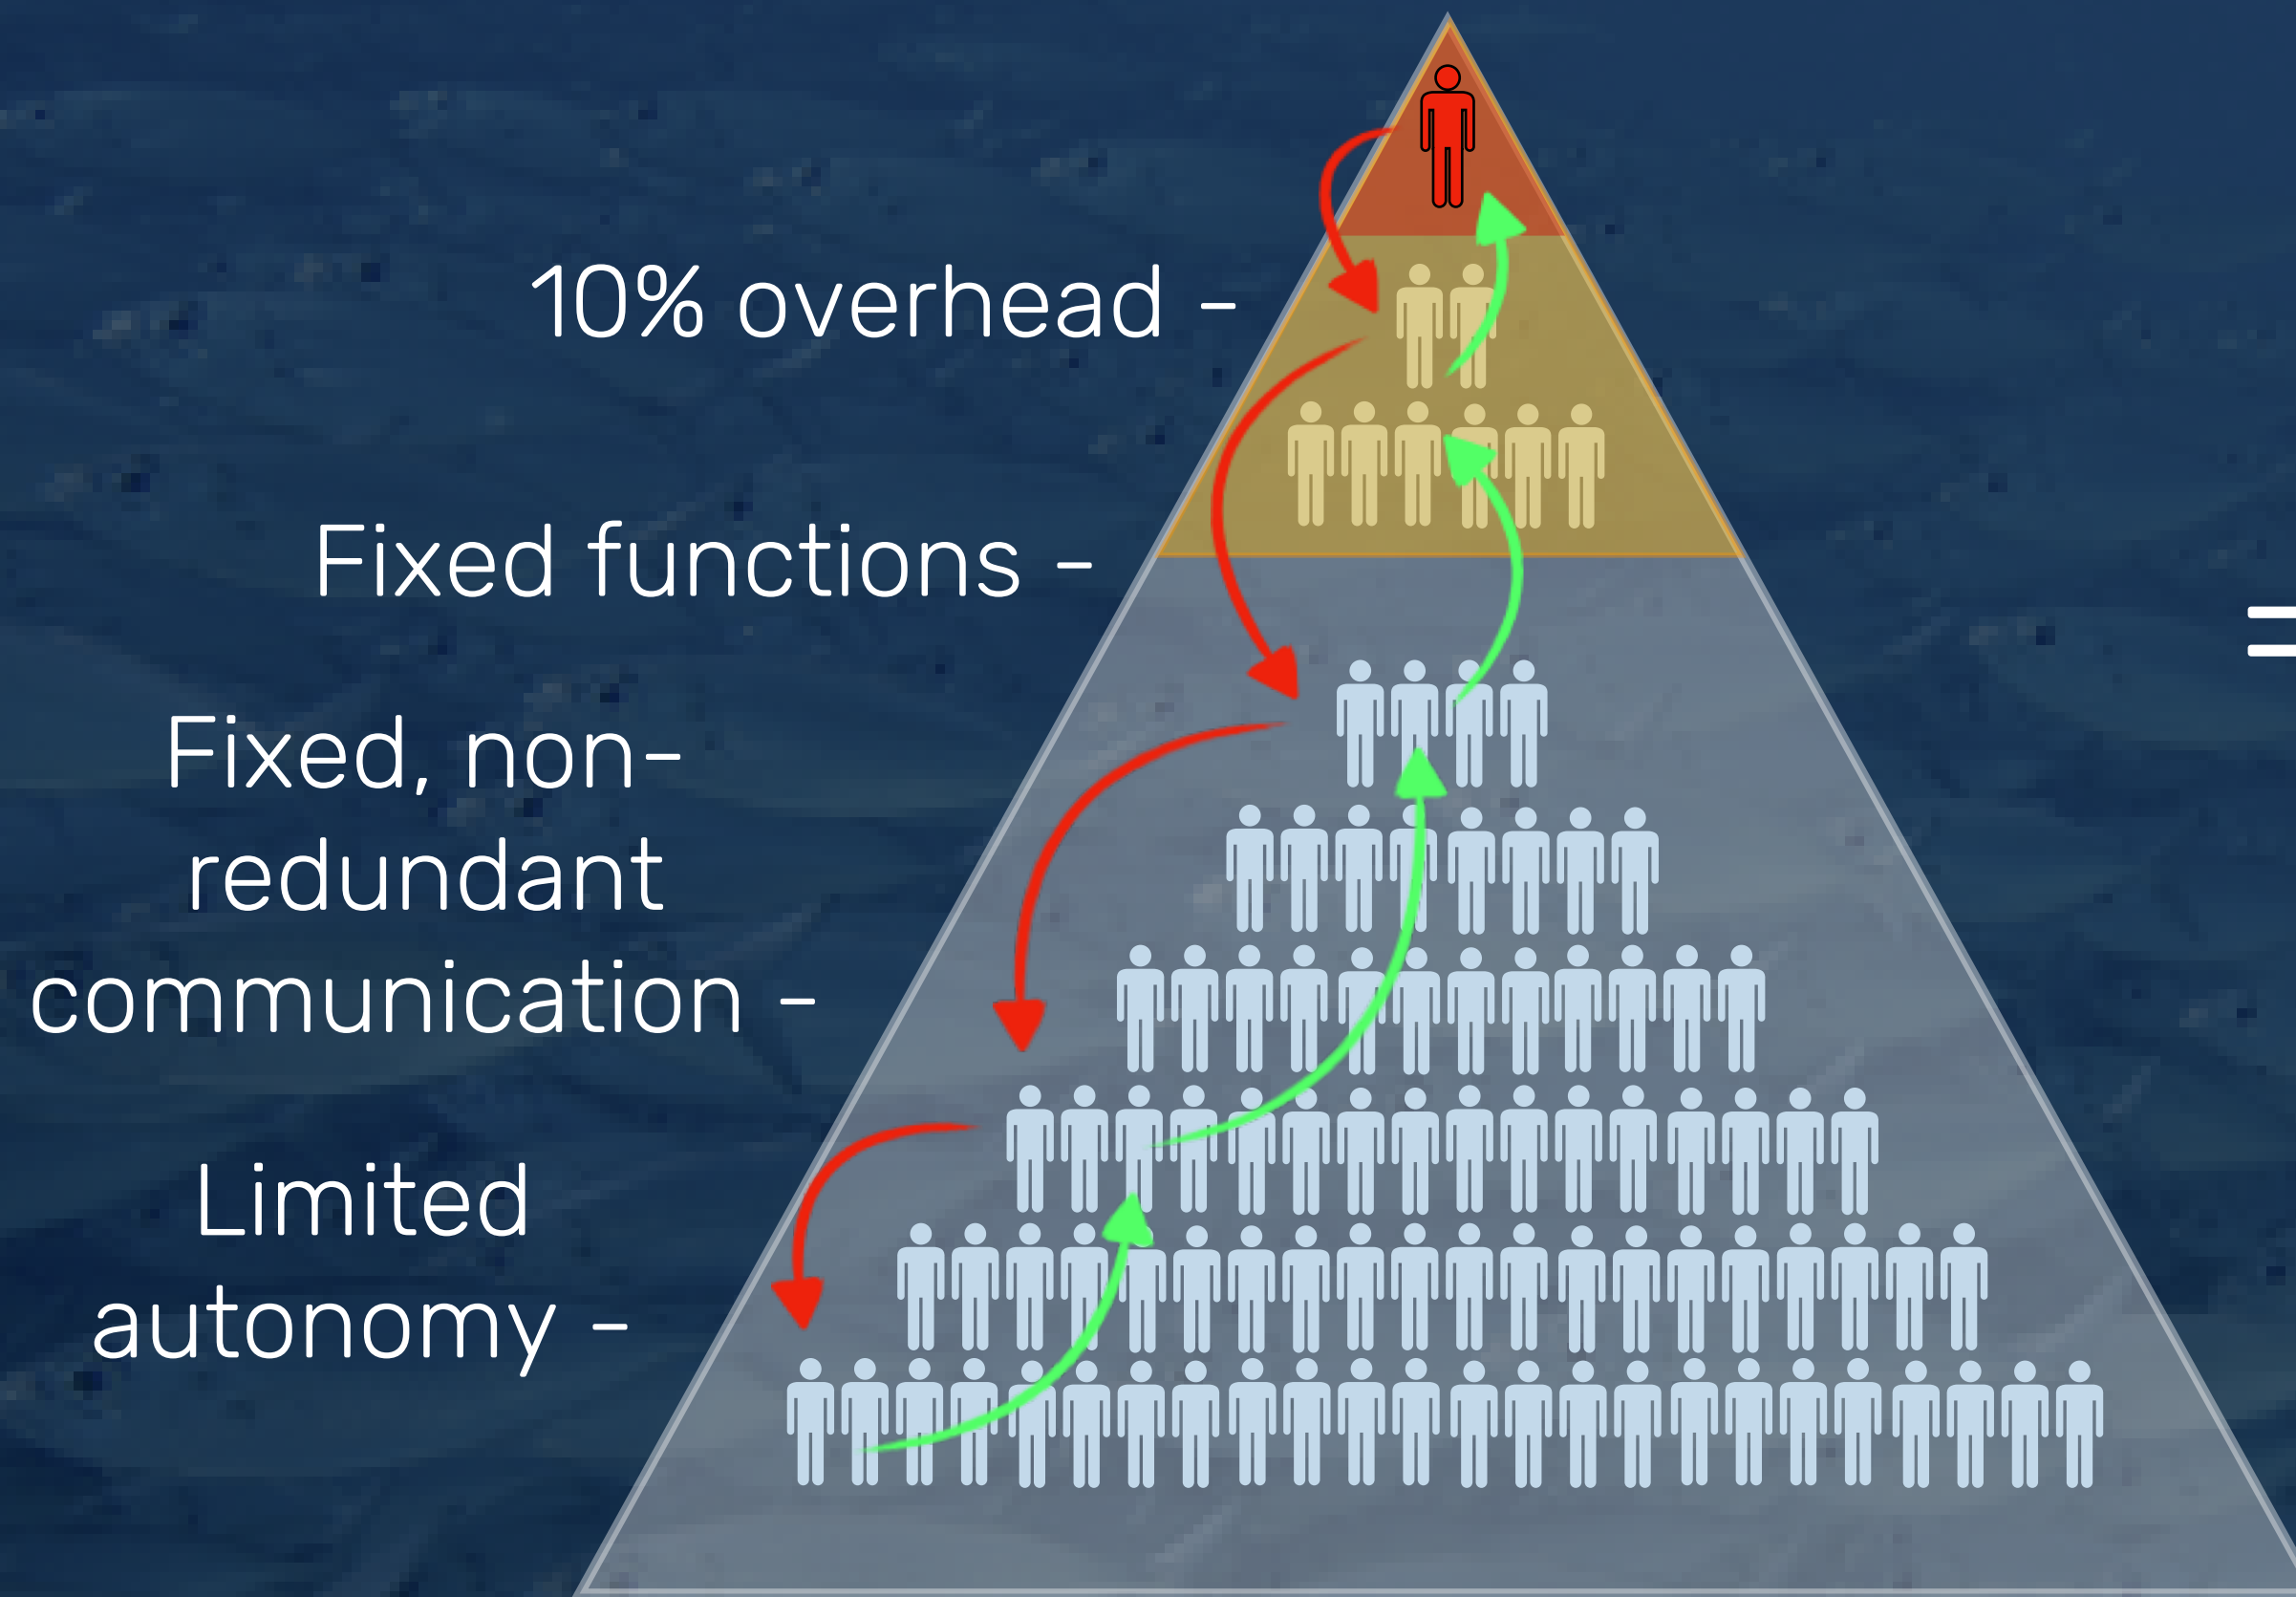 10% overhead -
Fixed functions -
Fixed, non-
redundant
communication -
Limited
autonomy -
=